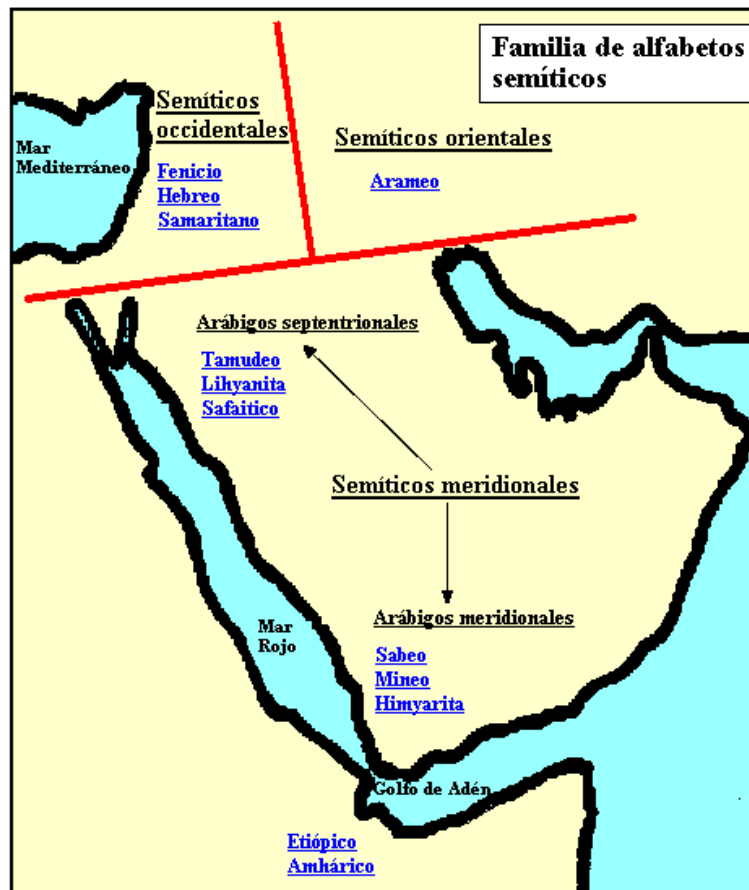 Familia de alfabetos
semíticos
Semíticos
occidentales
Mar
Mediterráneo
Fenicio
Hebreo
Samaritano
Semíticos orientales
Arameo
Arábigos septentrionales
Tamudeo
Lihyanita
Safaitico
Semíticos meridionales
Arábigos meridionales
Mar
Rojo
Sabeo
Mineo
Himyarita
Golfo de Adén
Etiópico
Amhárico